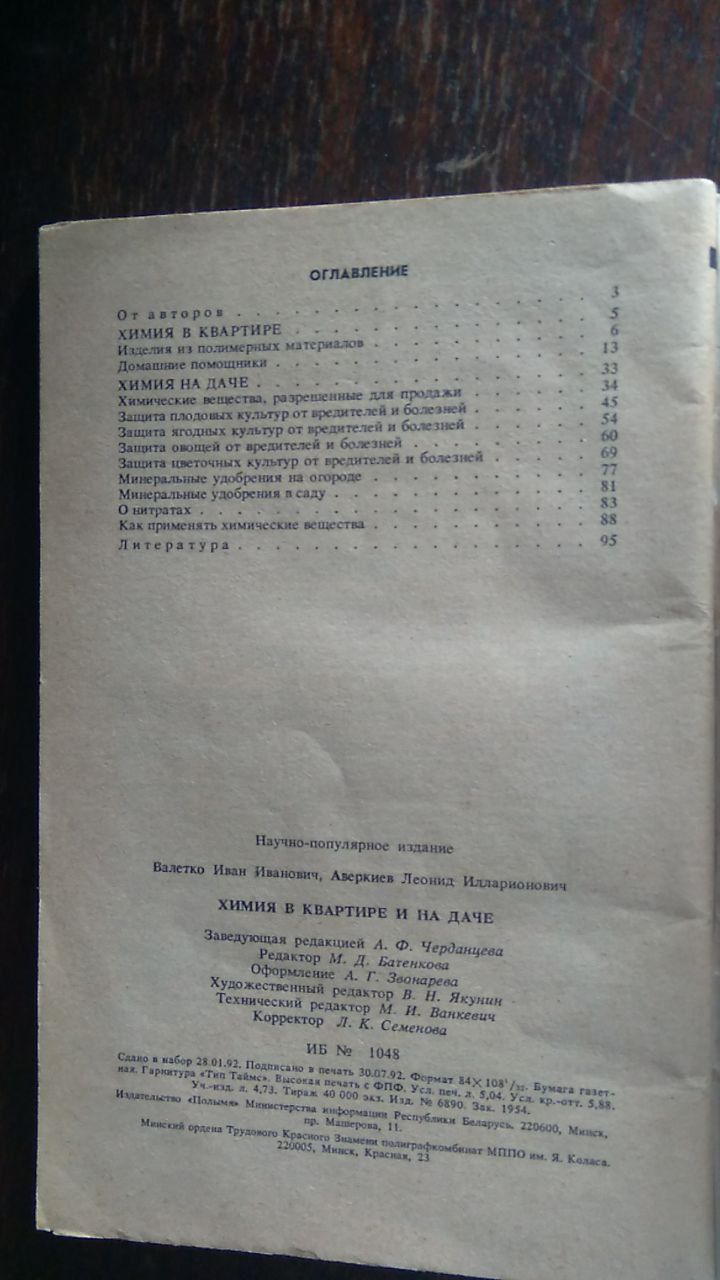 ОГЛАВЛЕНИЕ
От авторов . . . . . . . . . . . . . . . . 3
ХИМИЯ В КВАРТИРЕ . . . . . . . . . . . . . 5
Изделия из полимерных материалов . . . . . . . . . 6
Домашние помощники . . . . . . . . . . . . . 13
ХИМИЯ НА ДАЧЕ . . . . . . . . . . . . . . 33
Химические вещества, разрешенные для продажи . . . . . . 34
Защита плодовых культур от вредителей и болезней . . . . . 45
Защита ягодных культур от вредителей и болезней . . . . . 54
Защита овощей от вредителей и болезней . . . . . . . . 60
Защита цветочных культур от вредителей и болезней . . . . 69
Минеральные удобрения на огороде . . . . . . . . . 77
Минеральные удобрения в саду . . . . . . . . . . . 81
О нитратах . . . . . . . . . . . . . . . . . 83
Как применять химические вещества . . . . . . . . . 88
Литература . . . . . . . . . . . . . . . . 95
Научно-популярное издание
Валетко Иван Иванович, Аверкиев Леонид Илларионович
ХИМИЯ В КВАРТИРЕ И НА ДАЧЕ
Заведующая редакцией А. Ф. Черданцева
Редактор М. Д. Батенкова
Оформление А. Г. Звонарева
Художественный редактор В. Н. Якунин
Технический редактор М. И. Ванкевич
Корректор Л. К. Семенова
ИБ № 1048
Сдано в набор 28.01.92. Подписано в печать 30.07.92. Формат 84×108¹/₃₂. Бумага газет-
ная. Гарнитура «Тип Таймс». Высокая печать с ФПФ. Усл. печ. л. 5,04. Усл. кр.-отт. 5,88.
Уч.-изд. л. 4,73. Тираж 40 000 экз. Изд. № 6890. Зак. 1954.
Издательство «Полымя» Министерства информации Республики Беларусь. 220600, Минск,
пр. Машерова, 11.
Минский ордена Трудового Красного Знамени полиграфкомбинат МППО им. Я. Коласа.
220005, Минск, Красная, 23